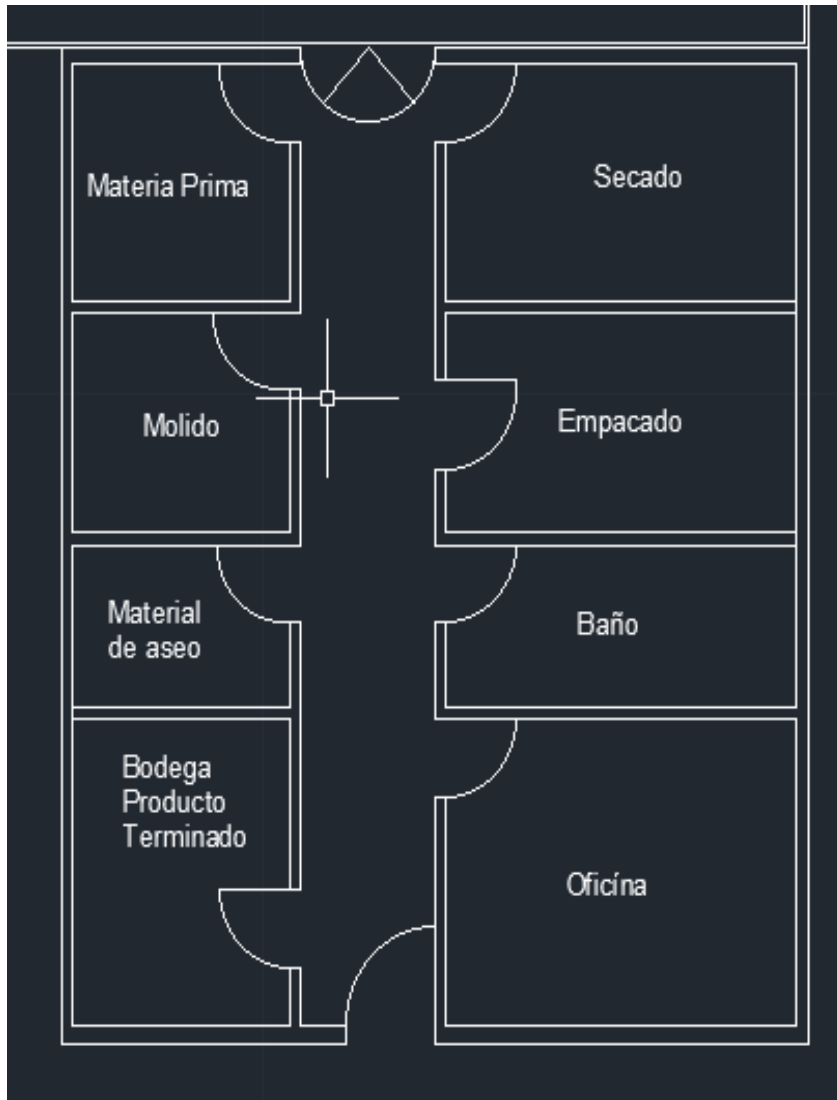 Materia Prima
Secado
Molido
Empacado
Material
de aseo
Baño
Bodega
Producto
Terminado
Oficína